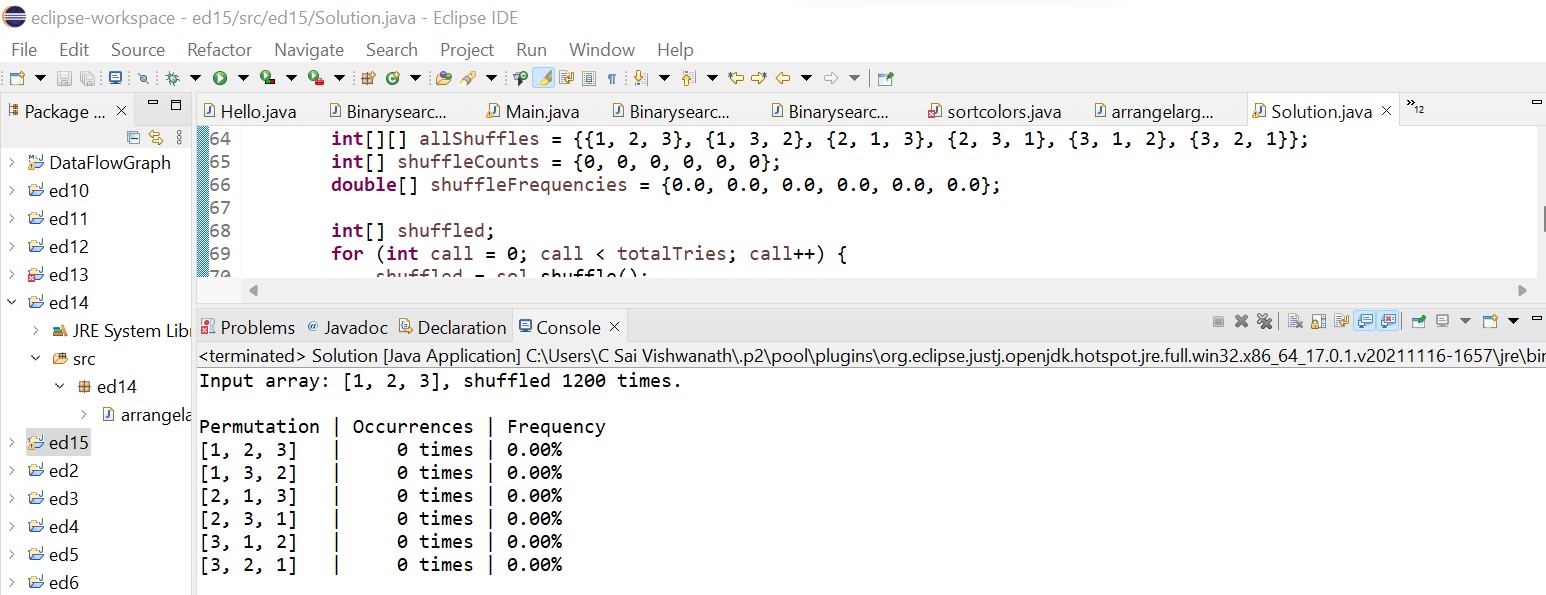 eclipse-workspace - ed15/src/ed15/Solution.java - Eclipse IDE
File Edit Source Refactor Navigate Search Project Run Window Help
Package ...
DataFlowGraph
ed10
ed11
ed12
ed13
ed14
JRE System Libr
src
ed14
arrangela
ed15
ed2
ed3
ed4
ed5
ed6
Hello.java Binarysearc... Main.java Binarysearc... Binarysearc... sortcolors.java arrangelarg... Solution.java »12
64 int[][] allShuffles = {{1, 2, 3}, {1, 3, 2}, {2, 1, 3}, {2, 3, 1}, {3, 1, 2}, {3, 2, 1}};
65 int[] shuffleCounts = {0, 0, 0, 0, 0, 0};
66 double[] shuffleFrequencies = {0.0, 0.0, 0.0, 0.0, 0.0, 0.0};
67
68 int[] shuffled;
69 for (int call = 0; call < totalTries; call++) {
70 shuffled = sol.shuffle();
Problems Javadoc Declaration Console
<terminated> Solution [Java Application] C:\Users\C Sai Vishwanath\.p2\pool\plugins\org.eclipse.justj.openjdk.hotspot.jre.full.win32.x86_64_17.0.1.v20211116-1657\jre\bin
Input array: [1, 2, 3], shuffled 1200 times.
Permutation | Occurrences | Frequency
[1, 2, 3] | 0 times | 0.00%
[1, 3, 2] | 0 times | 0.00%
[2, 1, 3] | 0 times | 0.00%
[2, 3, 1] | 0 times | 0.00%
[3, 1, 2] | 0 times | 0.00%
[3, 2, 1] | 0 times | 0.00%